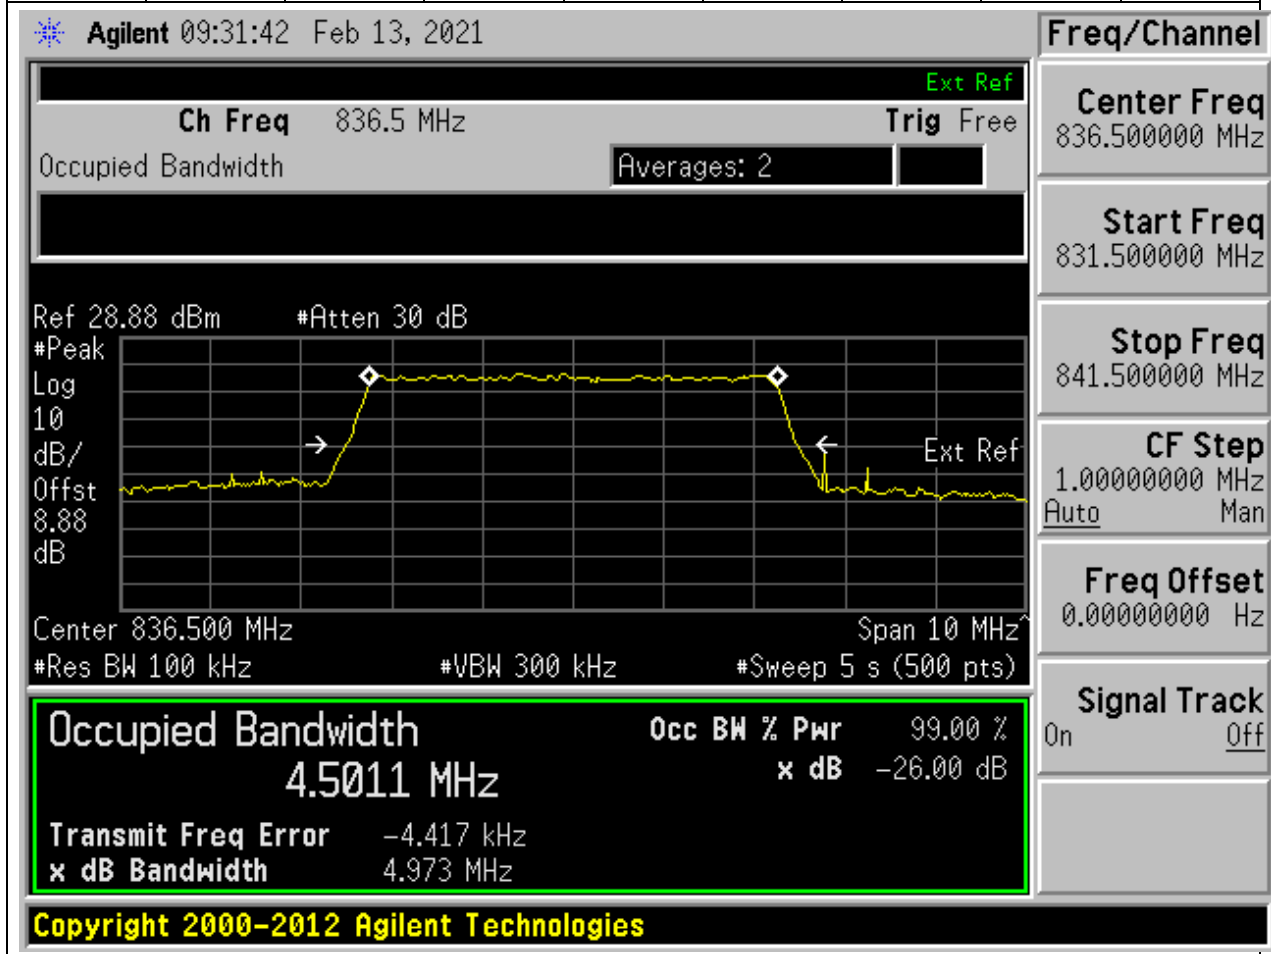 Agilent 09:31:42 Feb 13, 2021
Freq/Channel
Ext Ref
Ch Freq 836.5 MHz Trig Free
Occupied Bandwidth Averages: 2
Center Freq
836.500000 MHz
Start Freq
831.500000 MHz
Stop Freq
841.500000 MHz
CF Step
1.00000000 MHz
Auto Man
Freq Offset
0.00000000 Hz
Signal Track
On Off
Ref 28.88 dBm #Atten 30 dB
#Peak
Log
10
dB/
Offst
8.88
dB
Ext Ref
Center 836.500 MHz Span 10 MHz^
#Res BW 100 kHz #VBW 300 kHz #Sweep 5 s (500 pts)
Occupied Bandwidth Occ BW % Pwr 99.00 %
4.5011 MHz x dB -26.00 dB
Transmit Freq Error -4.417 kHz
x dB Bandwidth 4.973 MHz
Copyright 2000-2012 Agilent Technologies